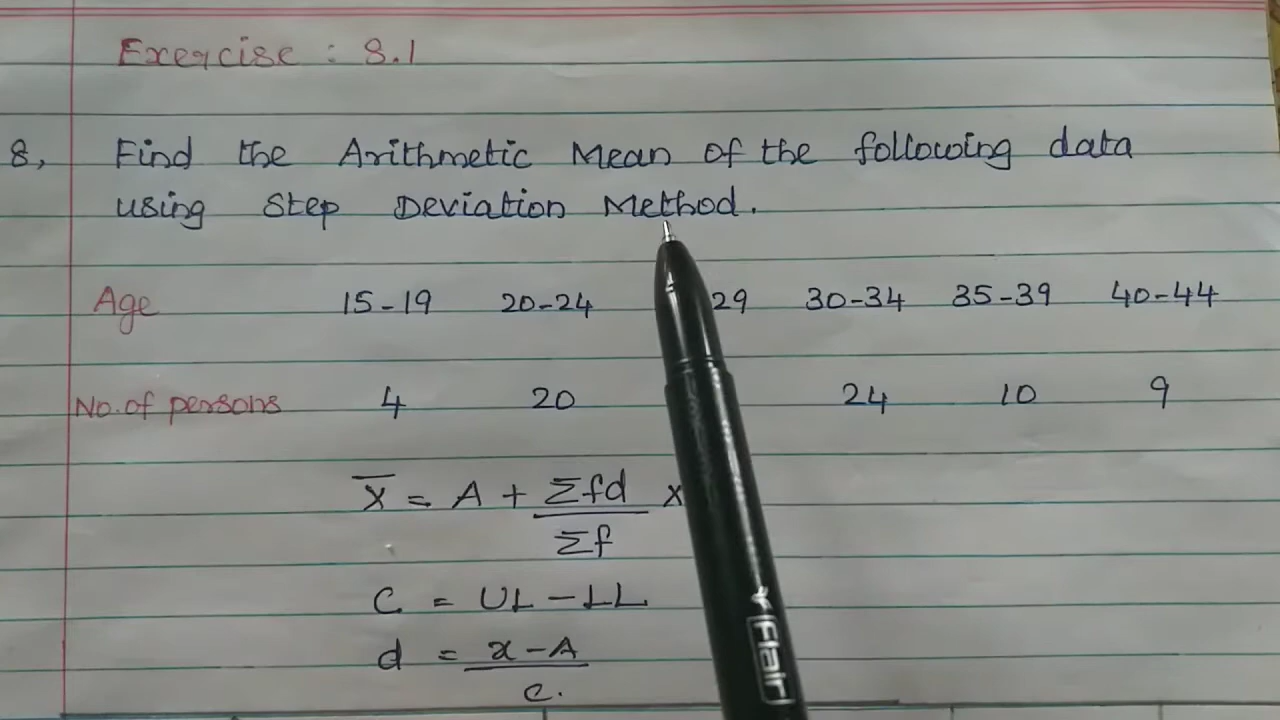 Exercise : 8.1
8, Find the Arithmetic Mean of the following data
using Step Deviation Method.
Age 15-19 20-24 29 30-34 35-39 40-44
No. of persons 4 20 24 10 9
X̅ = A + Σfd / Σf ×
C = UL - LL
d = x - A / c.
Flair